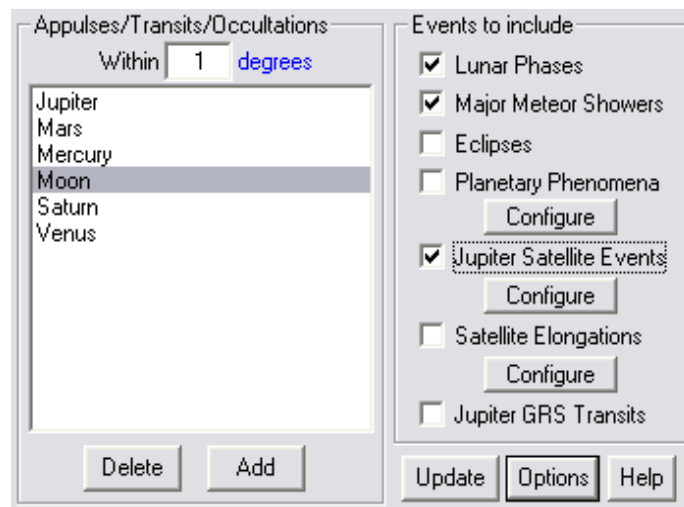 Appulses/Transits/Occultations
Within 1 degrees
Jupiter
Mars
Mercury
Moon
Saturn
Venus
Delete Add
Events to include
Lunar Phases
Major Meteor Showers
Eclipses
Planetary Phenomena
Configure
Jupiter Satellite Events
Configure
Satellite Elongations
Configure
Jupiter GRS Transits
Update Options Help